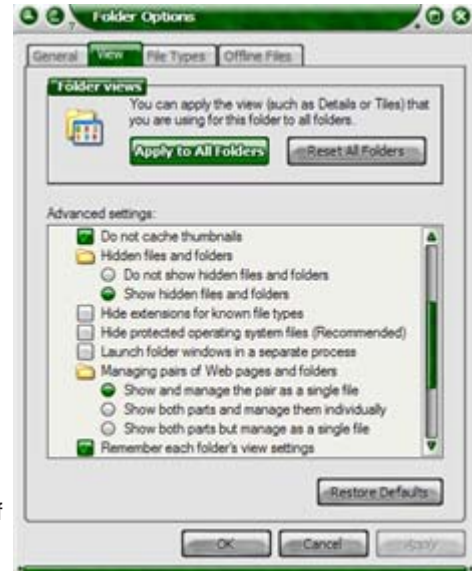 Folder Options
General View File Types Offline Files
Folder views
You can apply the view (such as Details or Tiles) that
you are using for this folder to all folders.
Apply to All Folders Reset All Folders
Advanced settings:
Do not cache thumbnails
Hidden files and folders
Do not show hidden files and folders
Show hidden files and folders
Hide extensions for known file types
Hide protected operating system files (Recommended)
Launch folder windows in a separate process
Managing pairs of Web pages and folders
Show and manage the pair as a single file
Show both parts and manage them individually
Show both parts but manage as a single file
Remember each folder's view settings
Restore Defaults
f
OK Cancel Apply